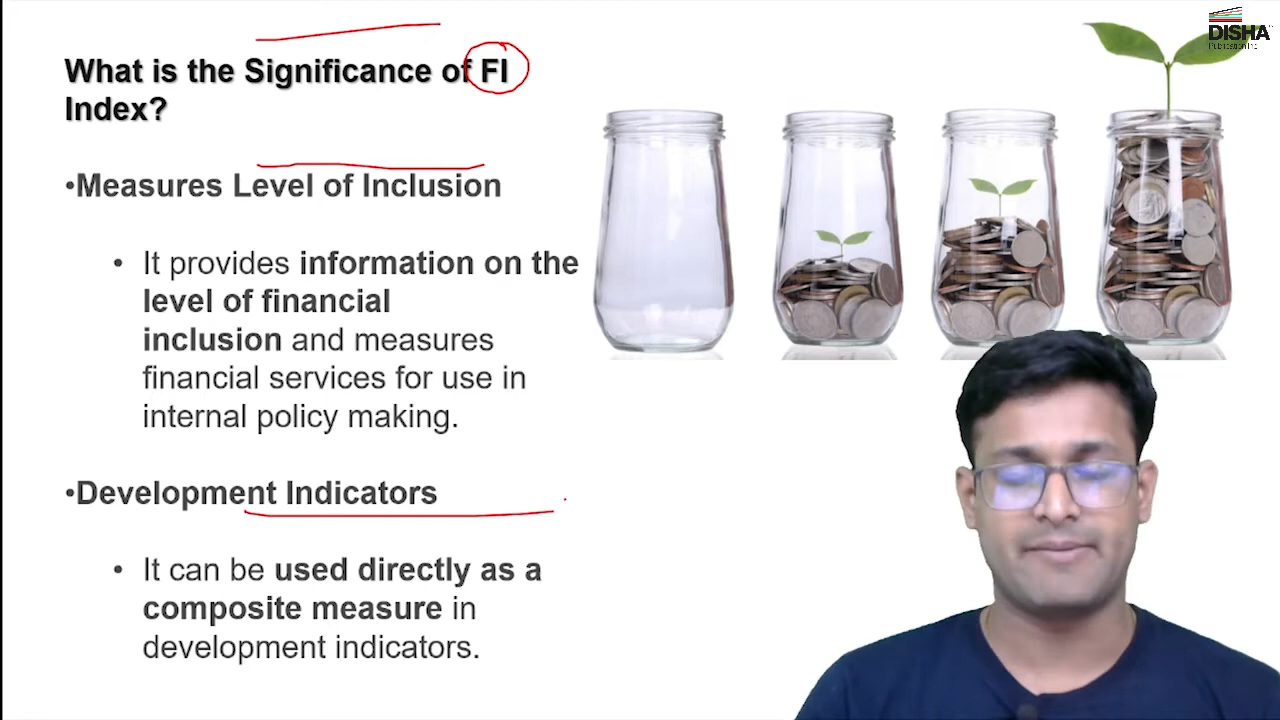 What is the Significance of FI
Index?
•Measures Level of Inclusion
• It provides information on the
level of financial
inclusion and measures
financial services for use in
internal policy making.
•Development Indicators
• It can be used directly as a
composite measure in
development indicators.
DISHA
Publication Inc